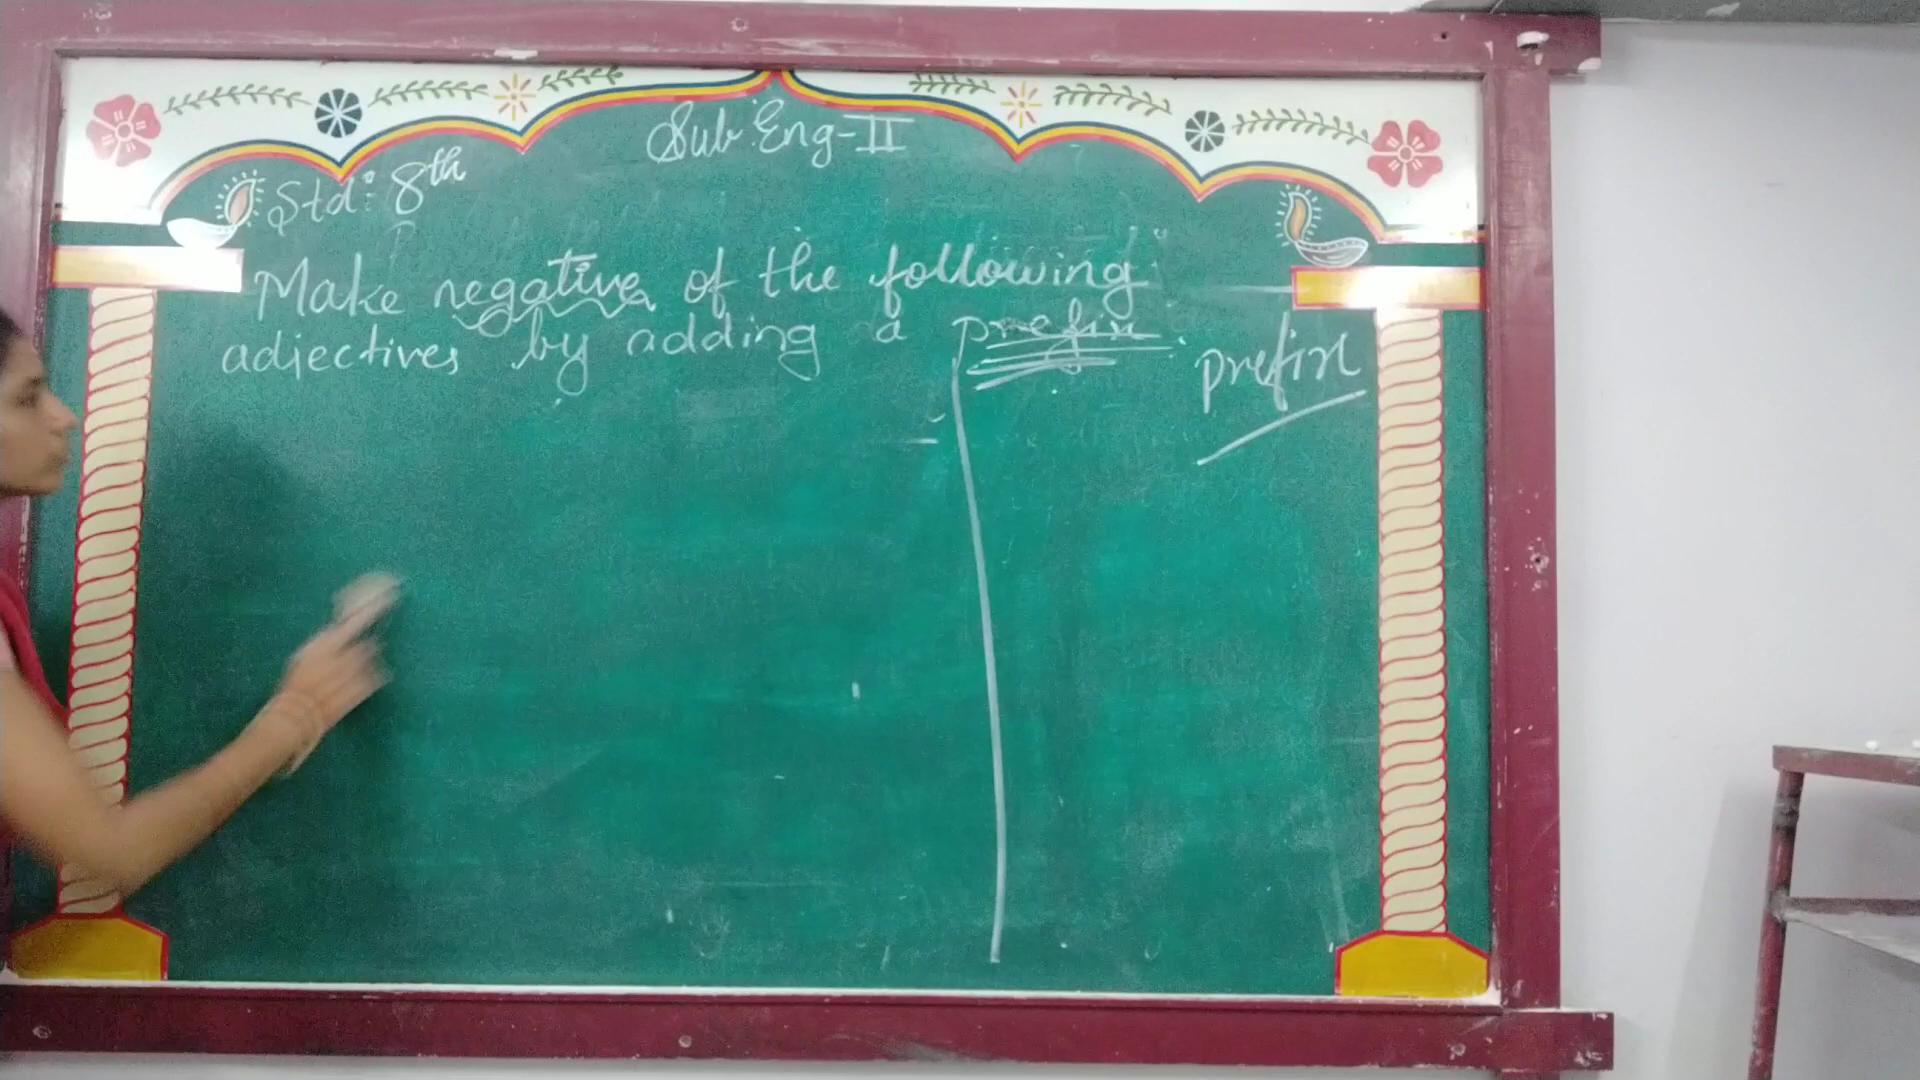 Sub: Eng-II
Std: 8th
Make negative of the following
adjectives by adding a prefix
prefix